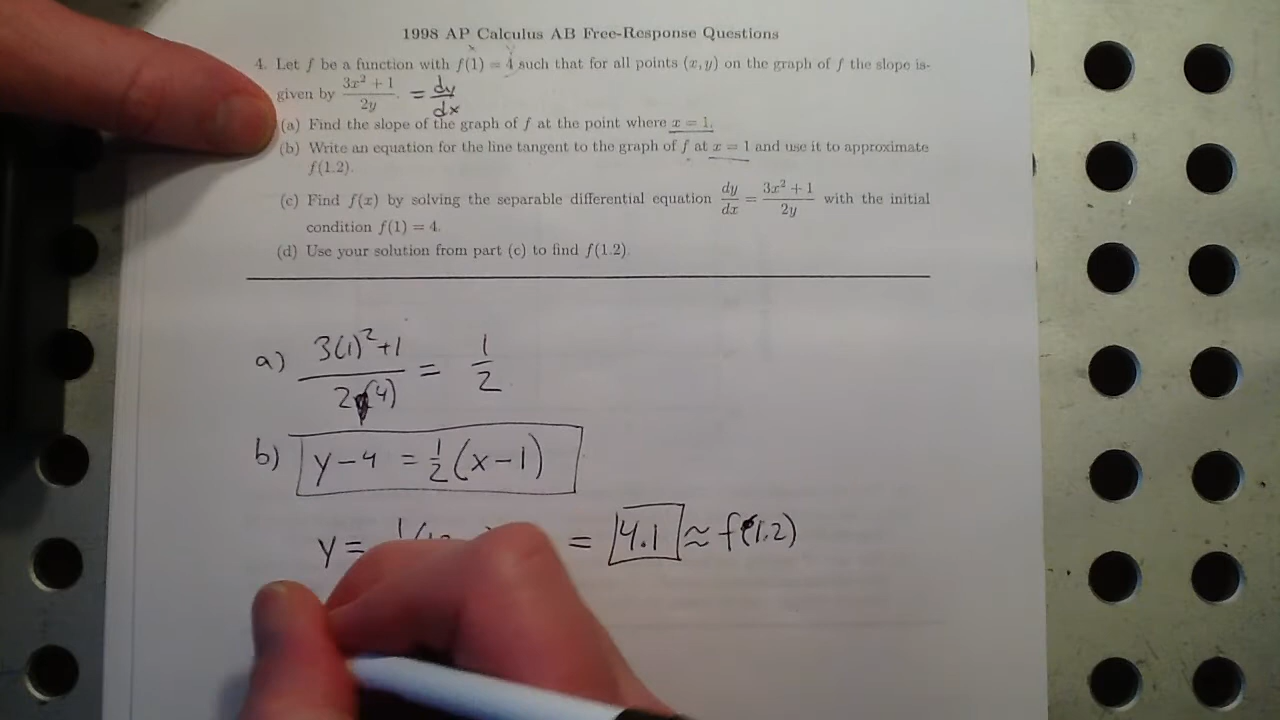 1998 AP Calculus AB Free-Response Questions
x y
4. Let f be a function with f(1) = 4 such that for all points (x, y) on the graph of f the slope is
given by (3x² + 1)/(2y) = dy/dx
(a) Find the slope of the graph of f at the point where x = 1.
(b) Write an equation for the line tangent to the graph of f at x = 1 and use it to approximate
f(1.2).
(c) Find f(x) by solving the separable differential equation dy/dx = (3x² + 1)/(2y) with the initial
condition f(1) = 4.
(d) Use your solution from part (c) to find f(1.2).
a) (3(1)²+1)/(2(4)) = 1/2
b) y-4 = 1/2(x-1)
y = = 4.1 ≈ f(1.2)